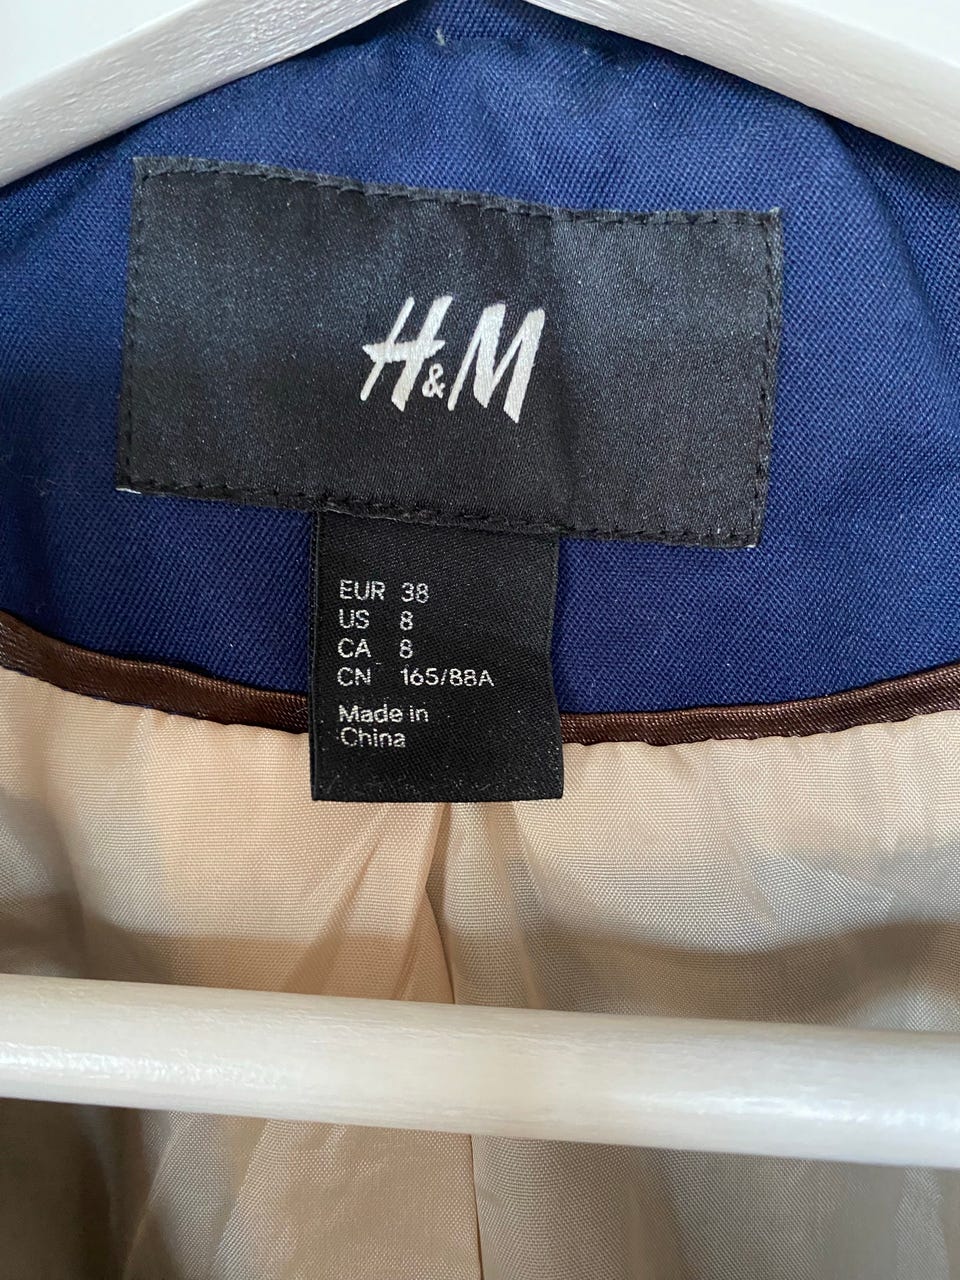 H&M
EUR 38
US 8
CA 8
CN 165/88A
Made in
China